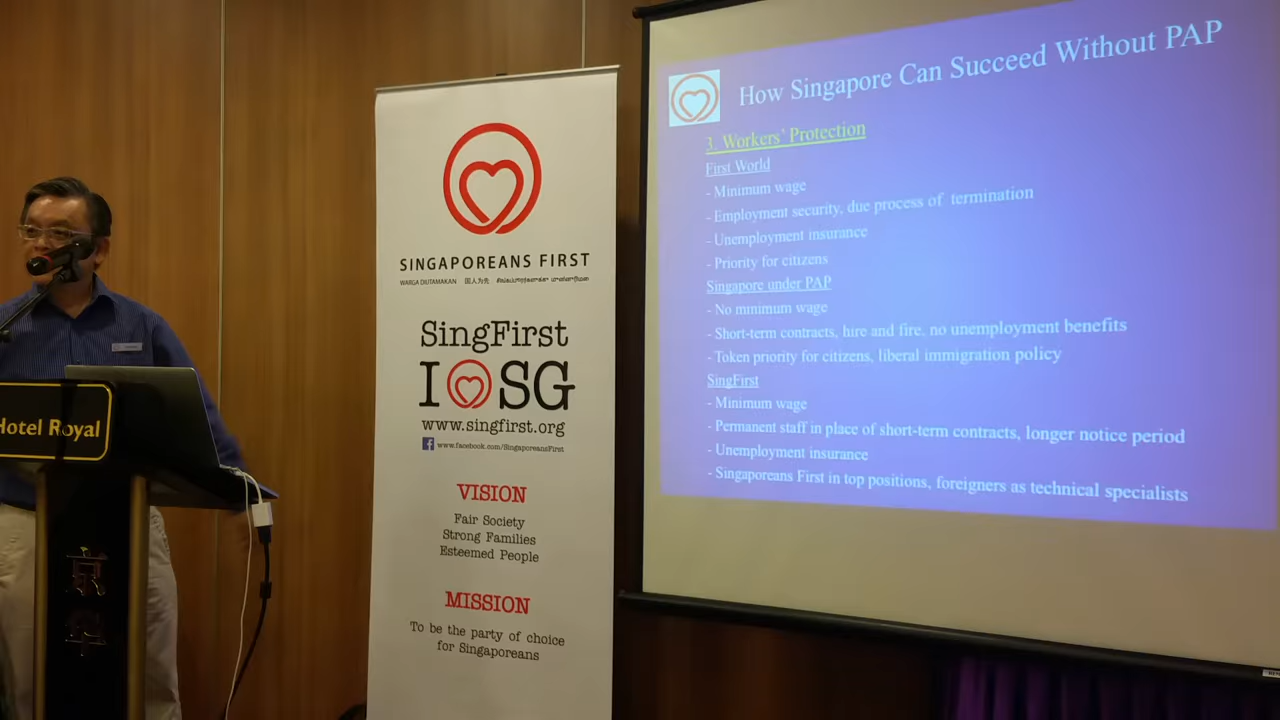 Hotel Royal
京
华
SINGAPOREANS FIRST
WARGA DIUTAMAKAN 国人为先
SingFirst
I SG
www.singfirst.org
f www.facebook.com/SingaporeansFirst
VISION
Fair Society
Strong Families
Esteemed People
MISSION
To be the party of choice
for Singaporeans
How Singapore Can Succeed Without PAP
3. Workers' Protection
First World
- Minimum wage
- Employment security, due process of termination
- Unemployment insurance
- Priority for citizens
Singapore under PAP
- No minimum wage
- Short-term contracts, hire and fire, no unemployment benefits
- Token priority for citizens, liberal immigration policy
SingFirst
- Minimum wage
- Permanent staff in place of short-term contracts, longer notice period
- Unemployment insurance
- Singaporeans First in top positions, foreigners as technical specialists